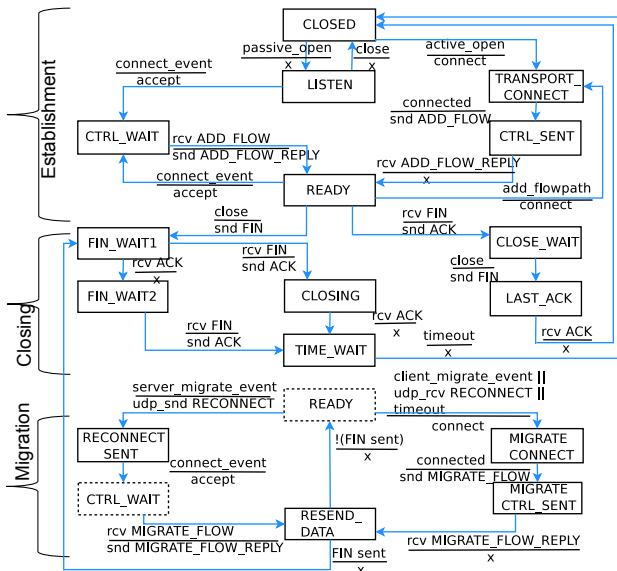 CLOSED
passive_open
x
close
x
active_open
connect
connect_event
accept
LISTEN
TRANSPORT_
CONNECT
connected
snd ADD_FLOW
CTRL_WAIT
rcv ADD_FLOW
snd ADD_FLOW_REPLY
CTRL_SENT
rcv ADD_FLOW_REPLY
x
connect_event
accept
READY
add_flowpath
connect
Establishment
close
snd FIN
rcv FIN
snd ACK
FIN_WAIT1
CLOSE_WAIT
rcv ACK
x
rcv FIN
snd ACK
close
snd FIN
FIN_WAIT2
CLOSING
LAST_ACK
rcv FIN
snd ACK
rcv ACK
x
TIME_WAIT
timeout
x
rcv ACK
x
Closing
server_migrate_event
udp_snd RECONNECT
READY
client_migrate_event ||
udp_rcv RECONNECT ||
timeout
connect
RECONNECT
SENT
!(FIN sent)
x
MIGRATE_
CONNECT
connect_event
accept
connected
snd MIGRATE_FLOW
CTRL_WAIT
MIGRATE_
CTRL_SENT
RESEND_
DATA
rcv MIGRATE_FLOW
snd MIGRATE_FLOW_REPLY
FIN sent
x
rcv MIGRATE_FLOW_REPLY
x
Migration